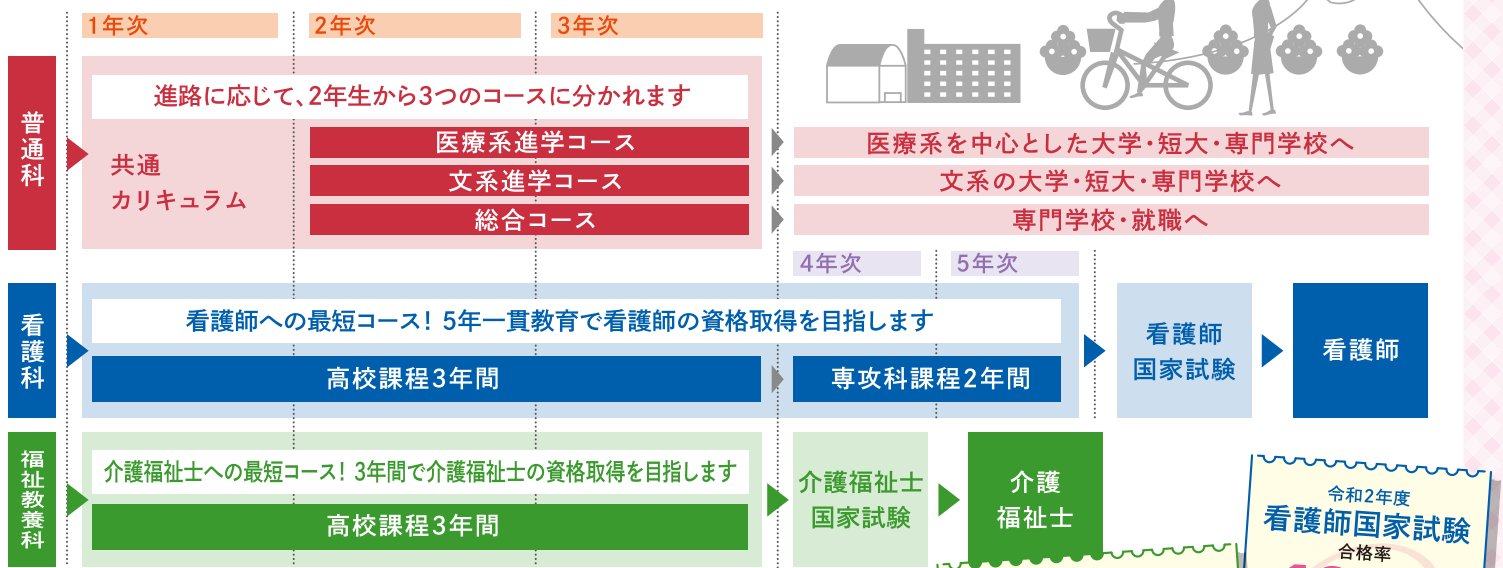 1年次
2年次
3年次
普通科
進路に応じて、2年生から3つのコースに分かれます
共通
カリキュラム
医療系進学コース
医療系を中心とした大学・短大・専門学校へ
文系進学コース
文系の大学・短大・専門学校へ
総合コース
専門学校・就職へ
4年次
5年次
看護科
看護師への最短コース! 5年一貫教育で看護師の資格取得を目指します
高校課程3年間
専攻科課程2年間
看護師
国家試験
看護師
福祉教養科
介護福祉士への最短コース! 3年間で介護福祉士の資格取得を目指します
高校課程3年間
介護福祉士
国家試験
介護
福祉士
令和2年度
看護師国家試験
合格率